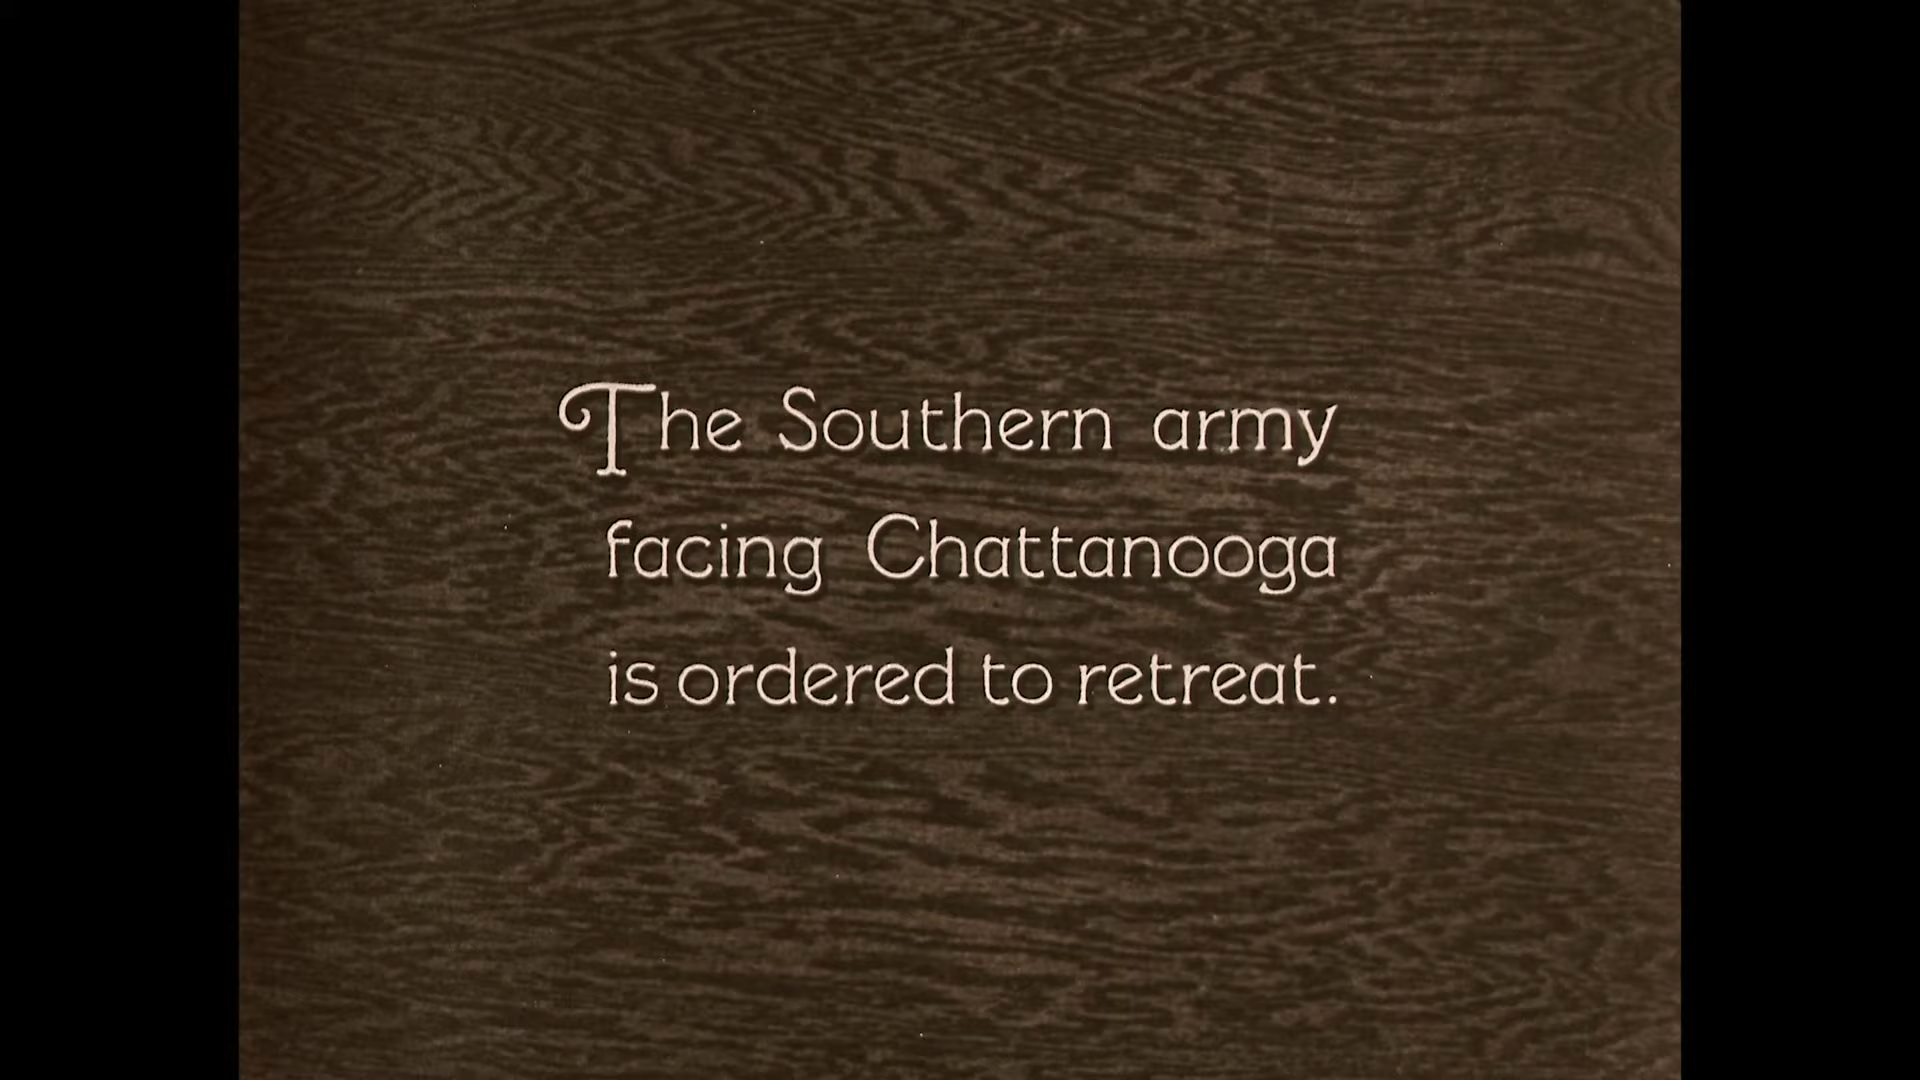 The Southern army
facing Chattanooga
is ordered to retreat.